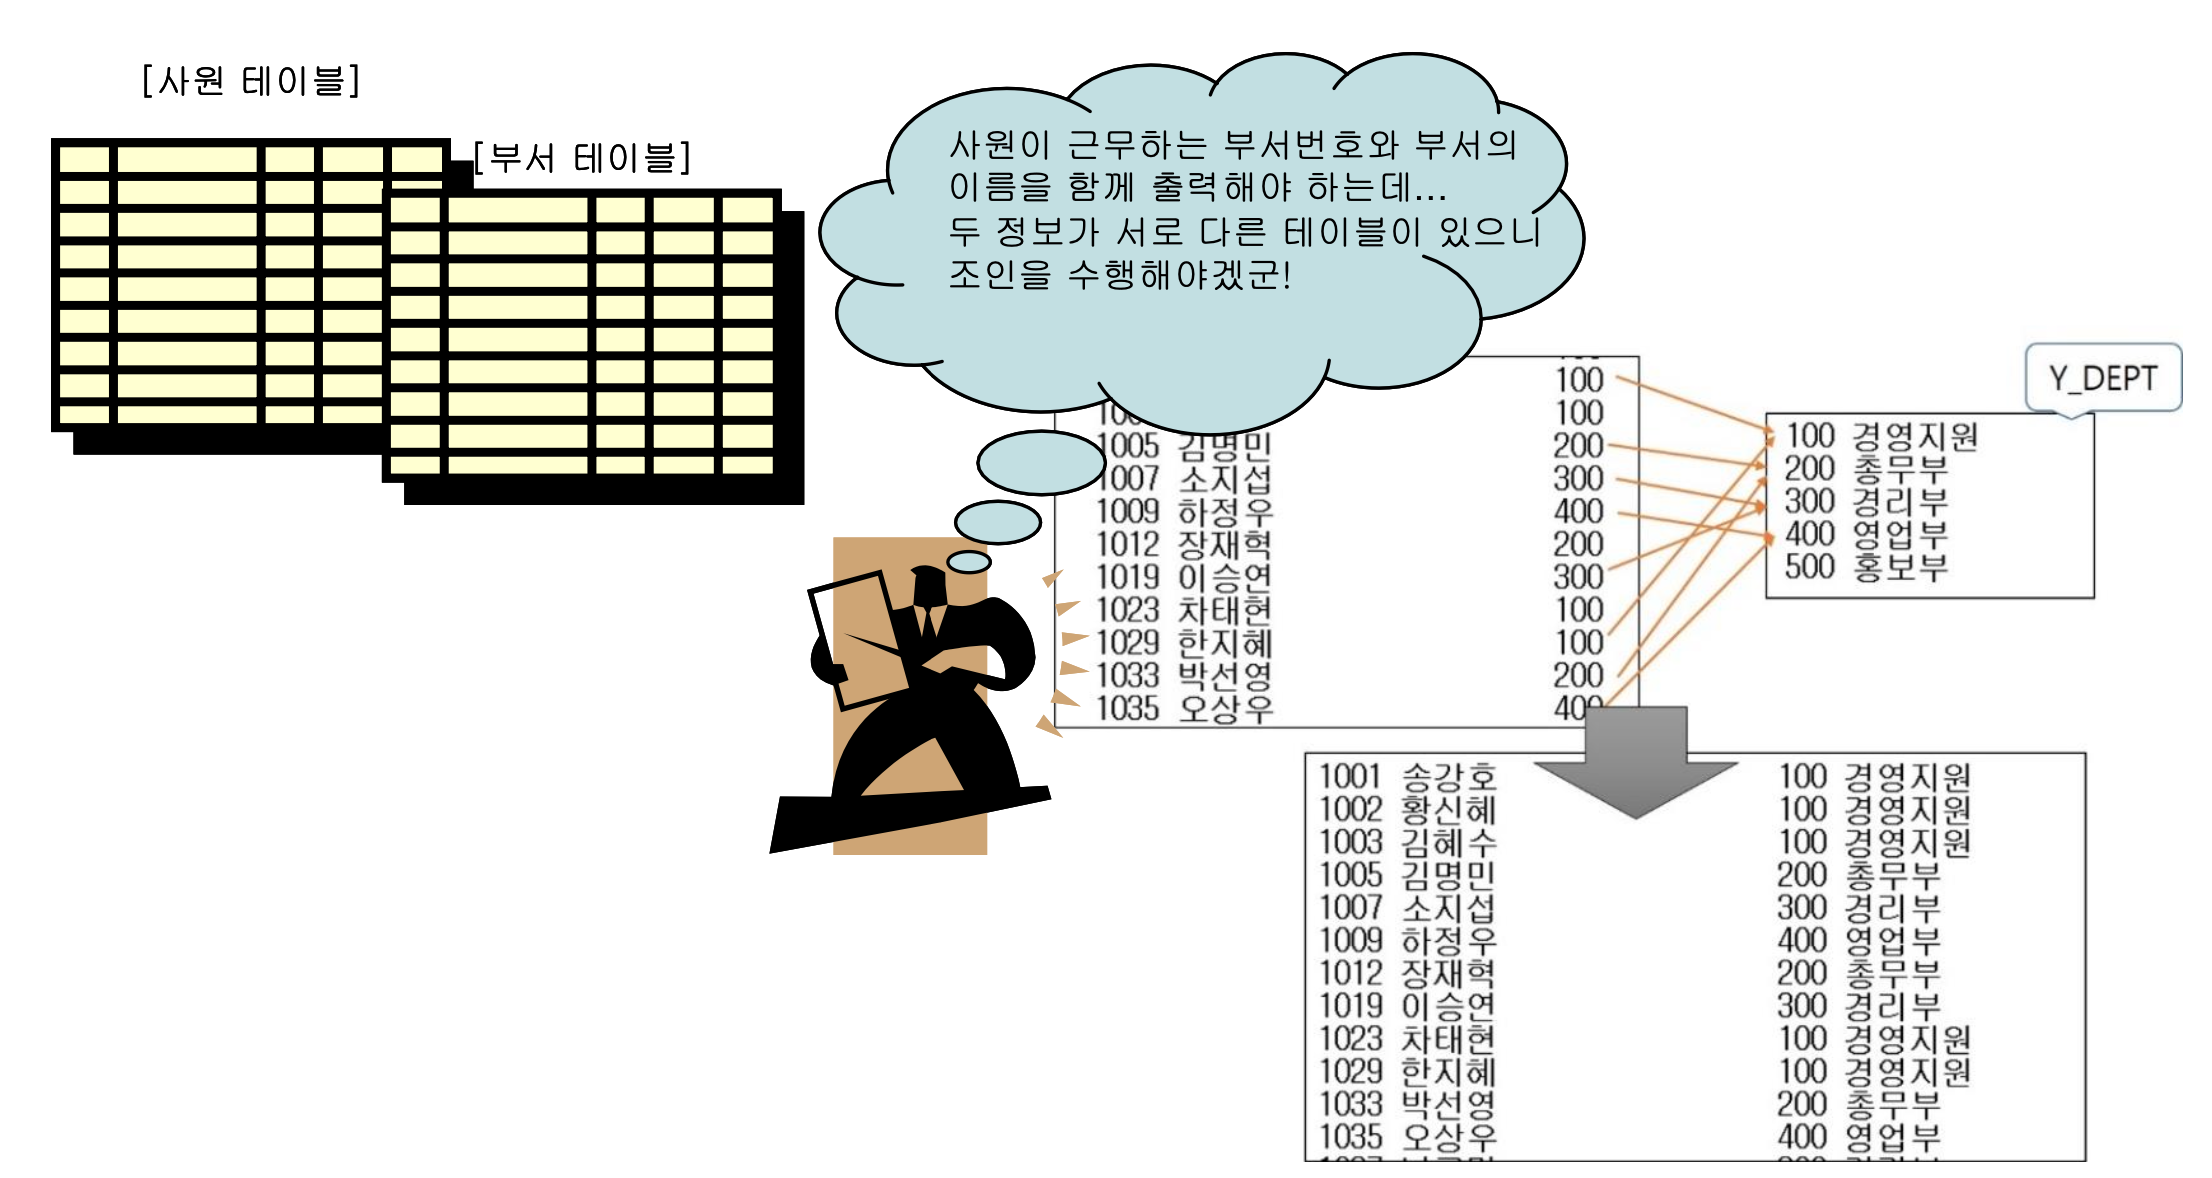 [사원 테이블]
[부서 테이블]
사원이 근무하는 부서번호와 부서의
이름을 함께 출력해야 하는데...
두 정보가 서로 다른 테이블이 있으니
조인을 수행해야겠군!
Y_DEPT
100
100
1005 김명민 200
1007 소지섭 300
1009 하정우 400
1012 장재혁 200
1019 이승연 300
1023 차태현 100
1029 한지혜 100
1033 박선영 200
1035 오상우 400
100 경영지원
200 총무부
300 경리부
400 영업부
500 홍보부
1001 송강호 100 경영지원
1002 황신혜 100 경영지원
1003 김혜수 100 경영지원
1005 김명민 200 총무부
1007 소지섭 300 경리부
1009 하정우 400 영업부
1012 장재혁 200 총무부
1019 이승연 300 경리부
1023 차태현 100 경영지원
1029 한지혜 100 경영지원
1033 박선영 200 총무부
1035 오상우 400 영업부